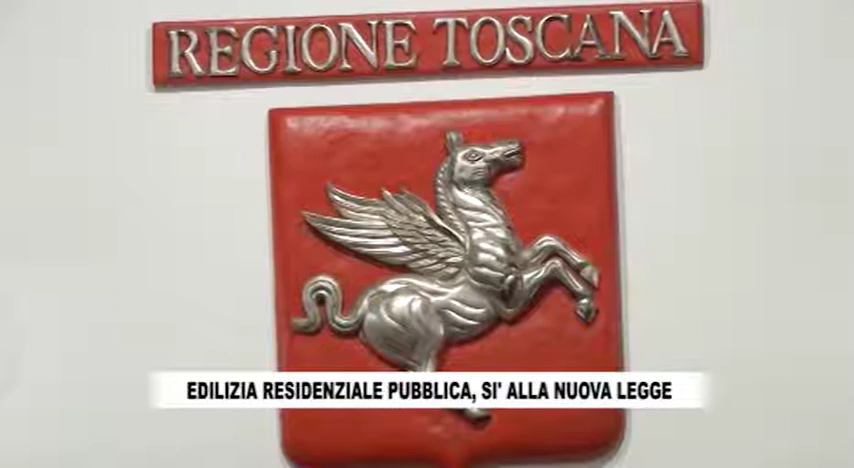 REGIONE TOSCANA
EDILIZIA RESIDENZIALE PUBBLICA, SI' ALLA NUOVA LEGGE